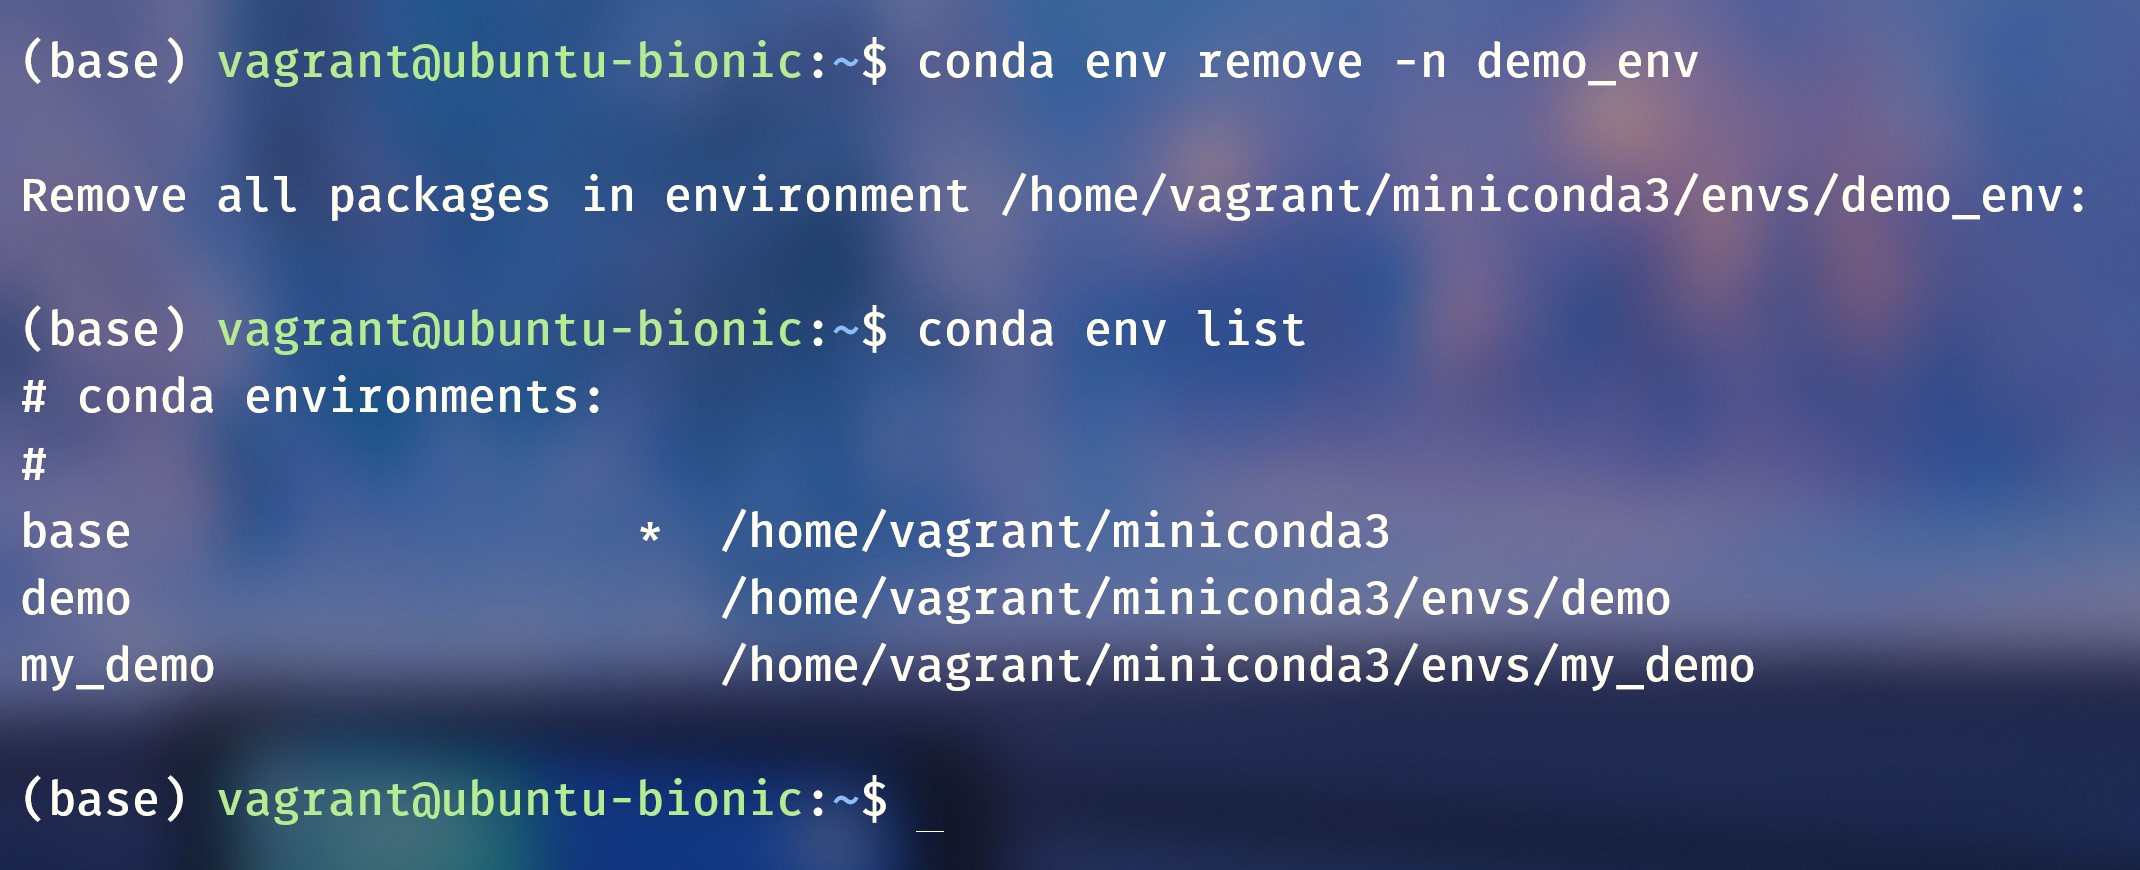 (base) vagrant@ubuntu-bionic:~$ conda env remove -n demo_env
Remove all packages in environment /home/vagrant/miniconda3/envs/demo_env:
(base) vagrant@ubuntu-bionic:~$ conda env list
# conda environments:
#
base                  *  /home/vagrant/miniconda3
demo                     /home/vagrant/miniconda3/envs/demo
my_demo                  /home/vagrant/miniconda3/envs/my_demo
(base) vagrant@ubuntu-bionic:~$ _